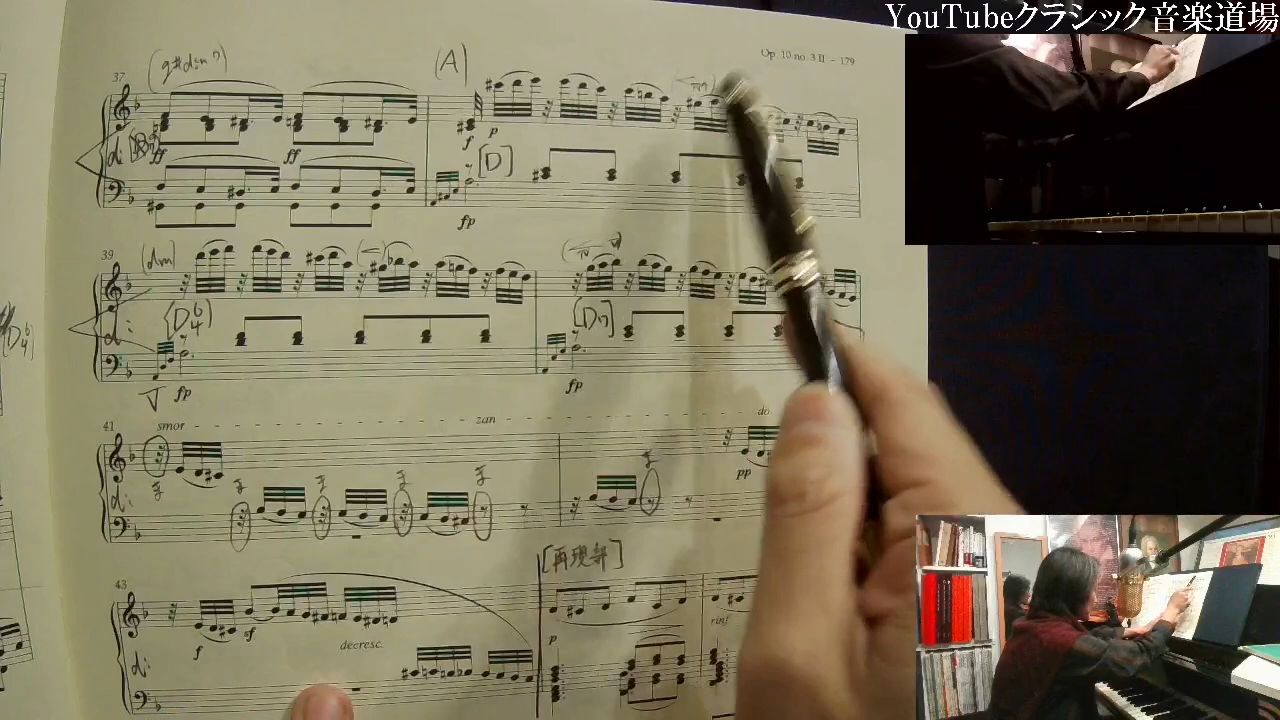 YouTubeクラシック音楽道場
Op. 10 no. 3 II – 179
(g#dim7)
(A)
37
ff
ff
f
p
[D]
fp
39
(dm)
[D6
4]
[D7]
fp
fp
41
smor
zan
do
pp
43
[再現部]
f
sf
decresc.
p
rinf